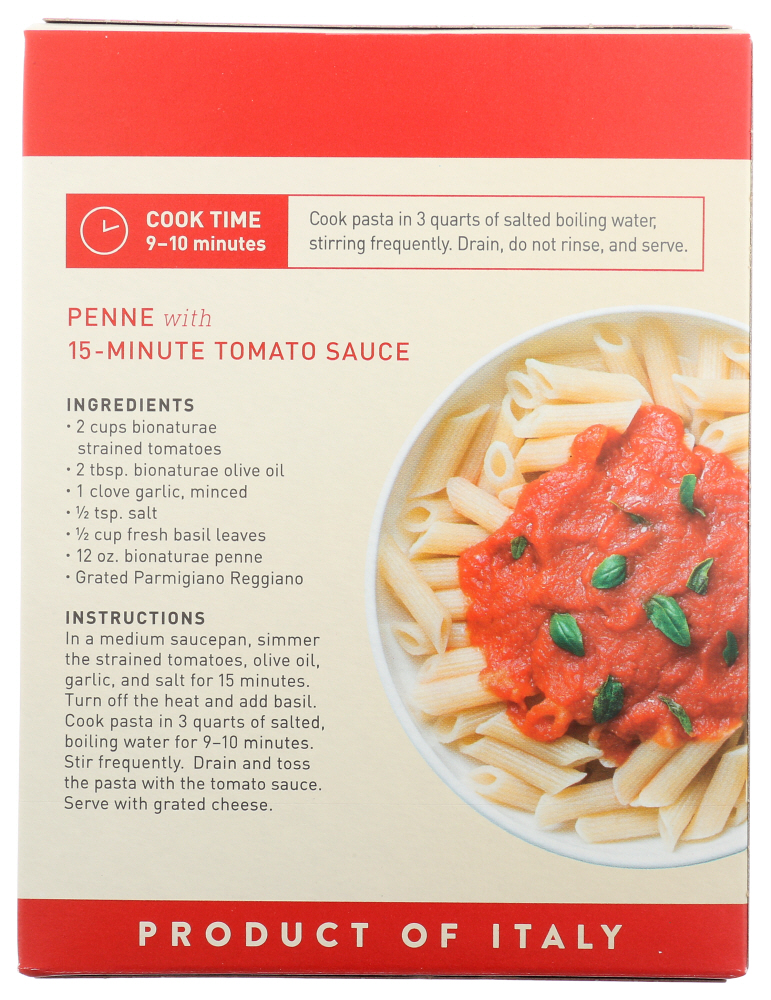 COOK TIME
9–10 minutes
Cook pasta in 3 quarts of salted boiling water,
stirring frequently. Drain, do not rinse, and serve.
PENNE with
15-MINUTE TOMATO SAUCE
INGREDIENTS
• 2 cups bionaturae
strained tomatoes
• 2 tbsp. bionaturae olive oil
• 1 clove garlic, minced
• ½ tsp. salt
• ½ cup fresh basil leaves
• 12 oz. bionaturae penne
• Grated Parmigiano Reggiano
INSTRUCTIONS
In a medium saucepan, simmer
the strained tomatoes, olive oil,
garlic, and salt for 15 minutes.
Turn off the heat and add basil.
Cook pasta in 3 quarts of salted,
boiling water for 9–10 minutes.
Stir frequently. Drain and toss
the pasta with the tomato sauce.
Serve with grated cheese.
PRODUCT OF ITALY